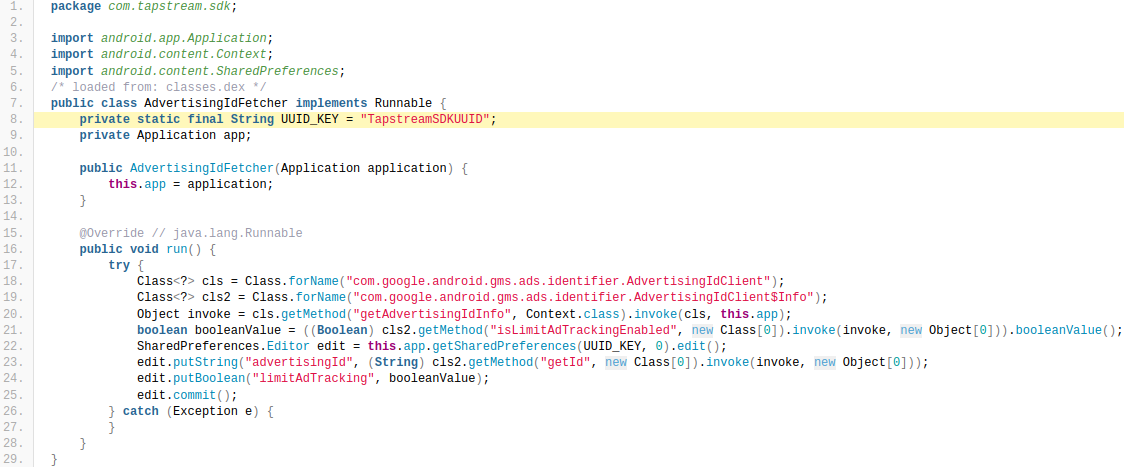 1. package com.tapstream.sdk;
2.
3. import android.app.Application;
4. import android.content.Context;
5. import android.content.SharedPreferences;
6. /* loaded from: classes.dex */
7. public class AdvertisingIdFetcher implements Runnable {
8.     private static final String UUID_KEY = "TapstreamSDKUUID";
9.     private Application app;
10.
11.     public AdvertisingIdFetcher(Application application) {
12.         this.app = application;
13.     }
14.
15.     @Override // java.lang.Runnable
16.     public void run() {
17.         try {
18.             Class<?> cls = Class.forName("com.google.android.gms.ads.identifier.AdvertisingIdClient");
19.             Class<?> cls2 = Class.forName("com.google.android.gms.ads.identifier.AdvertisingIdClient$Info");
20.             Object invoke = cls.getMethod("getAdvertisingIdInfo", Context.class).invoke(cls, this.app);
21.             boolean booleanValue = ((Boolean) cls2.getMethod("isLimitAdTrackingEnabled", new Class[0]).invoke(invoke, new Object[0])).booleanValue();
22.             SharedPreferences.Editor edit = this.app.getSharedPreferences(UUID_KEY, 0).edit();
23.             edit.putString("advertisingId", (String) cls2.getMethod("getId", new Class[0]).invoke(invoke, new Object[0]));
24.             edit.putBoolean("limitAdTracking", booleanValue);
25.             edit.commit();
26.         } catch (Exception e) {
27.         }
28.     }
29. }